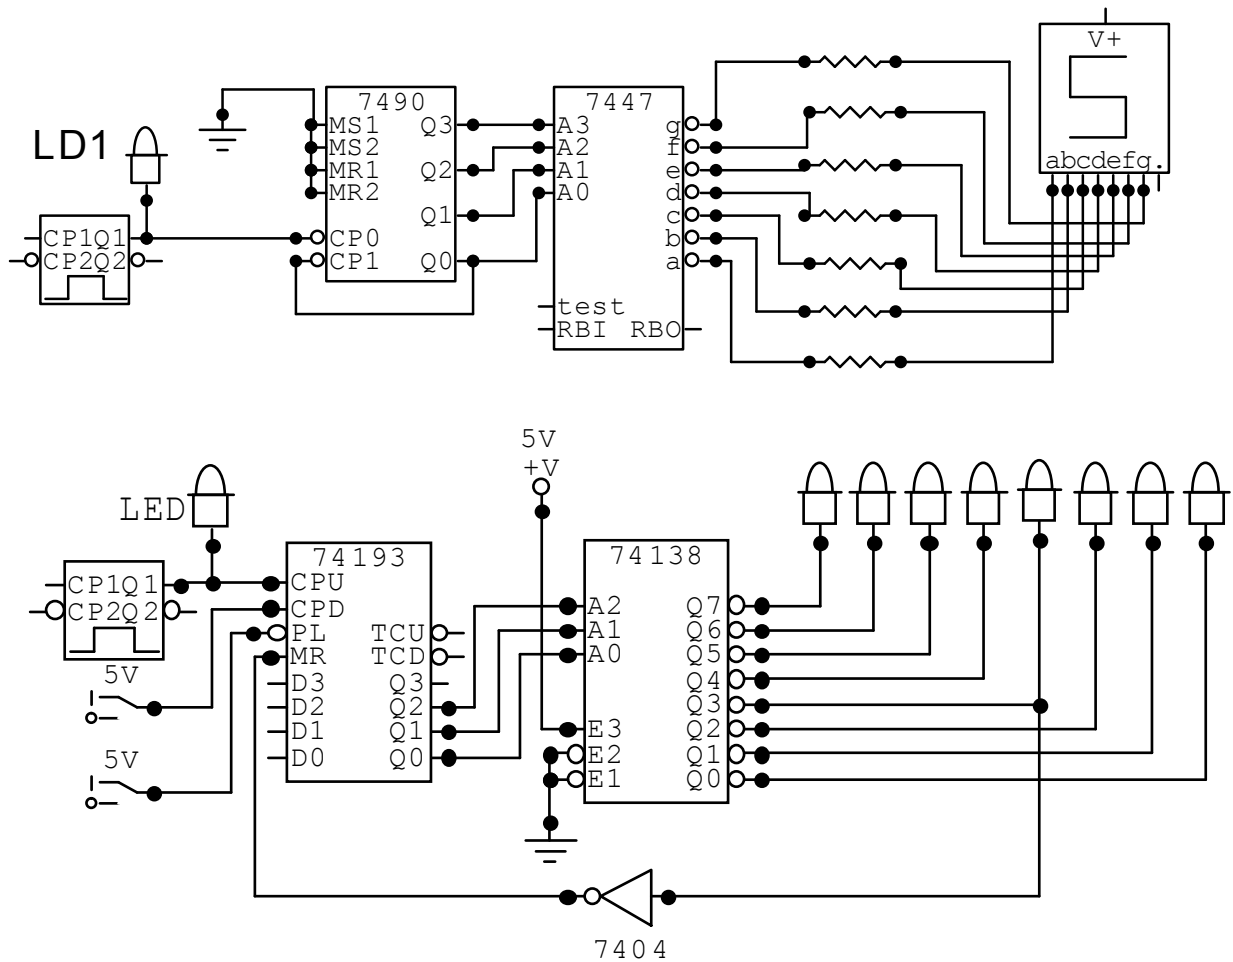 V+
abcdefg.
LD1
CP1Q1
CP2Q2
7490
MS1 Q3
MS2
MR1 Q2
MR2
Q1
CP0
CP1 Q0
7447
A3 g
A2 f
A1 e
A0 d
c
b
a
test
RBI RBO
5V
+V
LED
CP1Q1
CP2Q2
5V
5V
74193
CPU
CPD
PL TCU
MR TCD
D3 Q3
D2 Q2
D1 Q1
D0 Q0
74138
A2 Q7
A1 Q6
A0 Q5
Q4
Q3
E3 Q2
E2 Q1
E1 Q0
7404